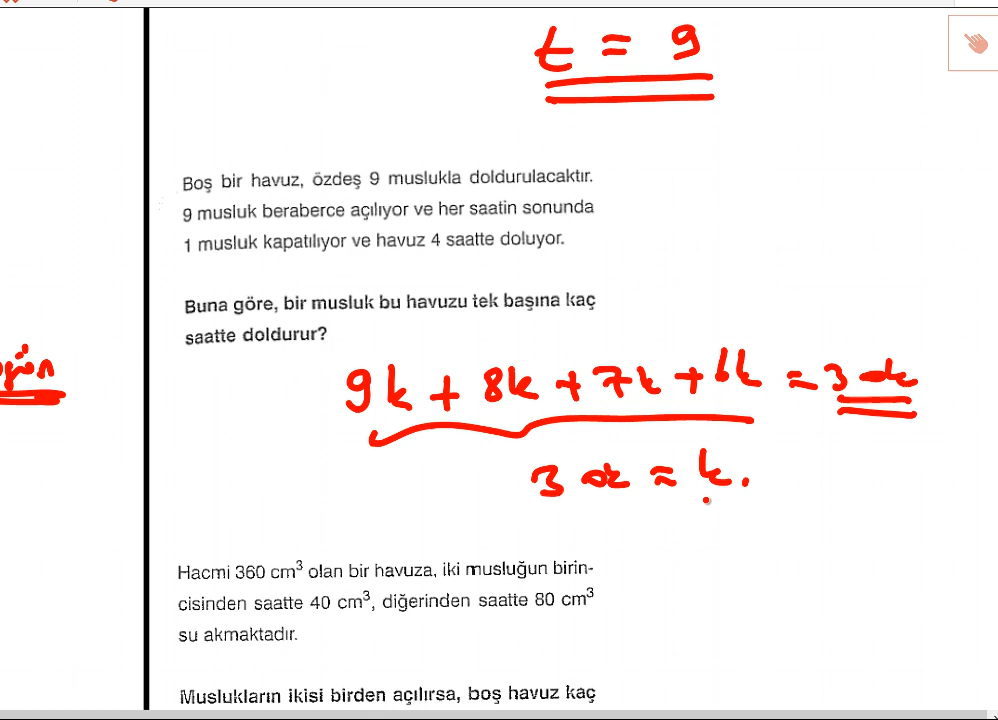 t = 9
Boş bir havuz, özdeş 9 muslukla doldurulacaktır.
9 musluk beraberce açılıyor ve her saatin sonunda
1 musluk kapatılıyor ve havuz 4 saatte doluyor.
Buna göre, bir musluk bu havuzu tek başına kaç
saatte doldurur?
gün
9k + 8k + 7k + 6k = 30k
30k = k.
Hacmi 360 cm³ olan bir havuza, iki musluğun birin-
cisinden saatte 40 cm³, diğerinden saatte 80 cm³
su akmaktadır.
Muslukların ikisi birden açılırsa, boş havuz kaç